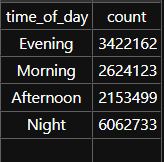 time_of_day count
Evening 3422162
Morning 2624123
Afternoon 2153499
Night 6062733